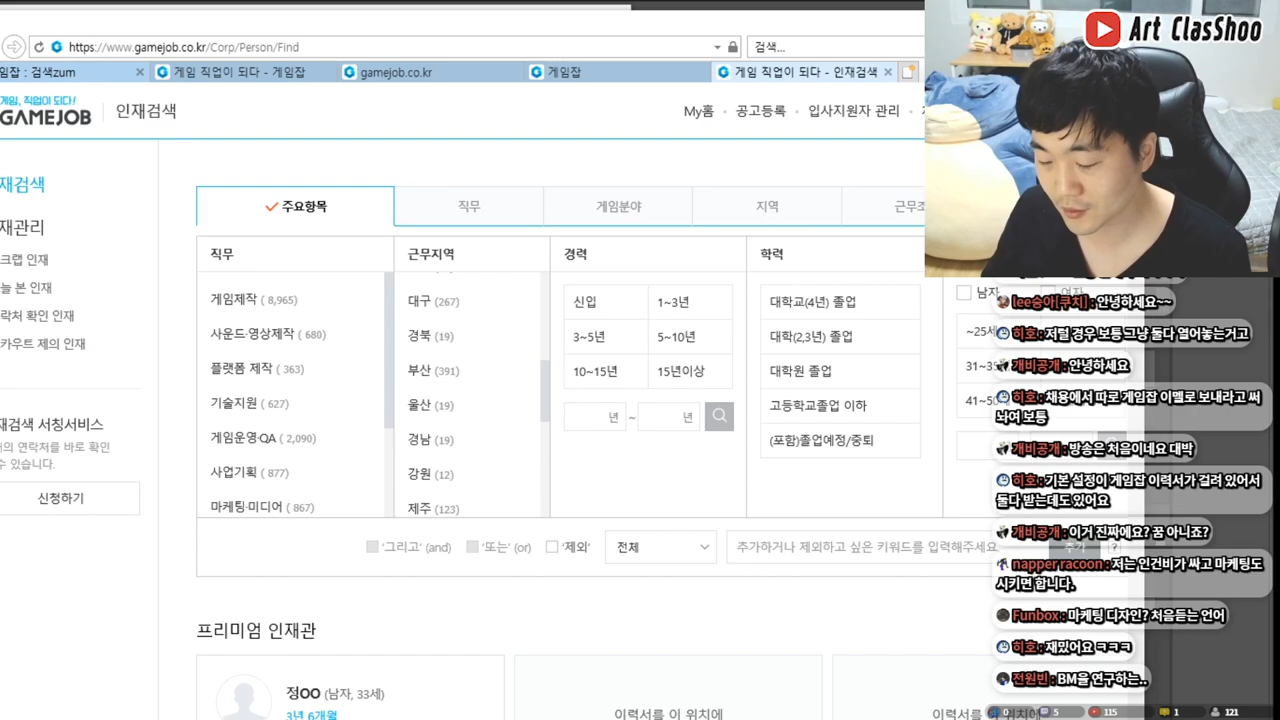 https://www.gamejob.co.kr/Corp/Person/Find
검색...
임잡 : 검색zum
게임 직업이 되다 - 게임잡
gamejob.co.kr
게임잡
게임 직업이 되다 - 인재검색
게임, 직업이 되다!
GAMEJOB
인재검색
My홈
공고등록
입사지원자 관리
재검색
재관리
크랩 인재
늘 본 인재
락처 확인 인재
카우트 제의 인재
재검색 서칭서비스
의 연락처를 바로 확인
수 있습니다.
신청하기
주요항목
직무
게임분야
지역
근무조
직무
게임제작 ( 8,965)
사운드·영상제작 ( 680)
플랫폼 제작 ( 363)
기술지원 ( 627)
게임운영·QA ( 2,090)
사업기획 ( 877)
마케팅·미디어 ( 867)
근무지역
대구 (267)
경북 (19)
부산 (391)
울산 (19)
경남 (19)
강원 (12)
제주 (123)
경력
신입
1~3년
3~5년
5~10년
10~15년
15년이상
년 ~ 년
학력
대학교(4년) 졸업
대학(2,3년) 졸업
대학원 졸업
고등학교졸업 이하
(포함)졸업예정/중퇴
남자
여자
~25세
31~35
41~50
'그리고' (and)
'또는' (or)
'제외'
전체
추가하거나 제외하고 싶은 키워드를 입력해주세요.
추가
?
프리미엄 인재관
정OO (남자, 33세)
3년 6개월
이력서를 이 위치에
이력서를 이 위치에
Art ClasShoo
lee승아[쿠치] : 안녕하세요~~
히호 : 저럴 경우 보통 그냥 둘다 열어놓는거고
개비공개 : 안녕하세요
히호 : 채용에서 따로 게임잡 이멜로 보내라고 써
놔여 보통
개비공개 : 방송은 처음이네요 대박
히호 : 기본 설정이 게임잡 이력서가 걸려 있어서
둘다 받는데도 있어요
개비공개 : 이거 진짜에요? 꿈 아니죠?
napper racoon : 저는 인건비가 싸고 마케팅도
시키면 합니다.
Funbox : 마케팅 디자인? 처음듣는 언어
히호 : 재밌어요 ㅋㅋㅋ
전원빈 : BM을 연구하는..
0
5
115
1
121